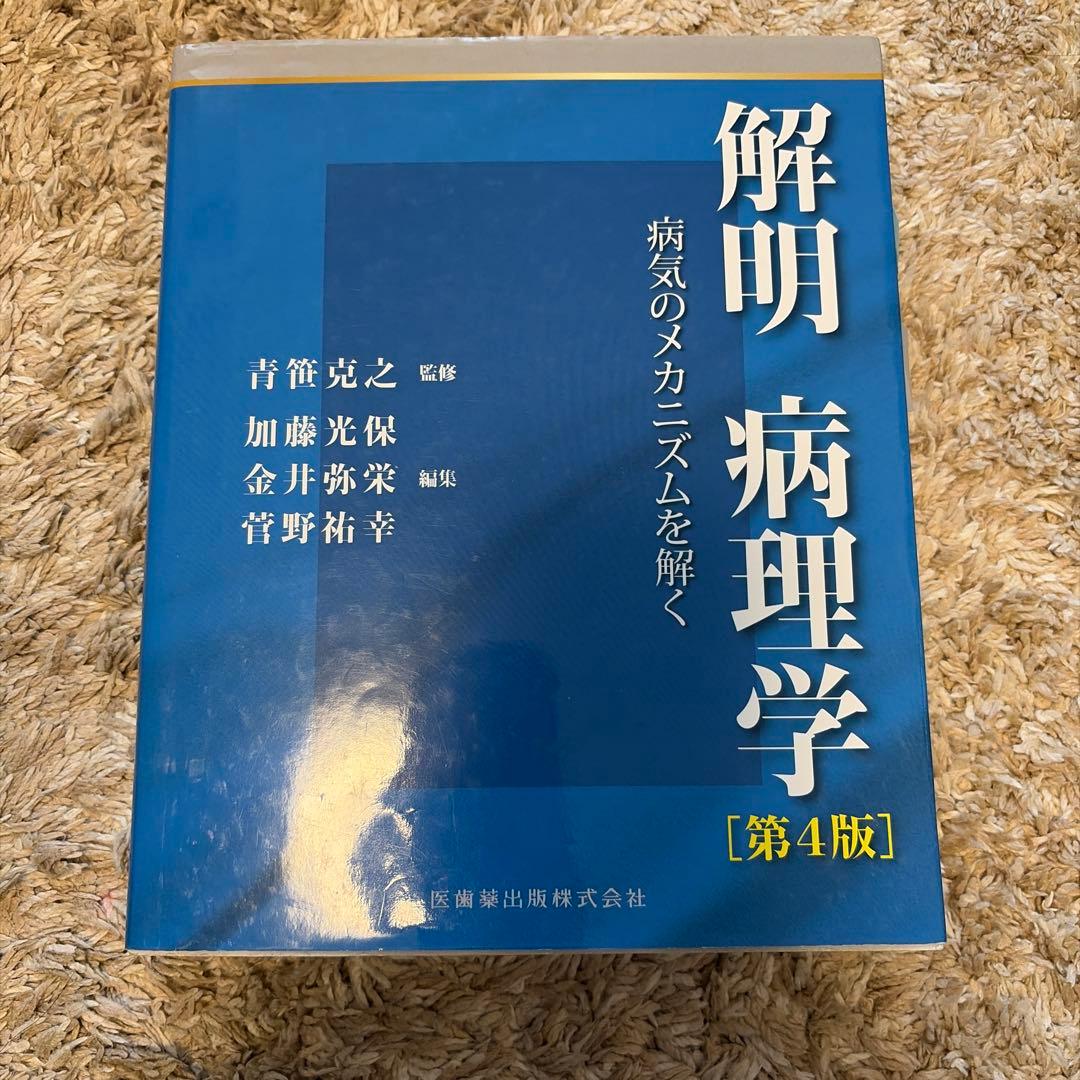 解明 病理学
[第4版]
病気のメカニズムを解く
青笹克之 監修
加藤光保
金井弥栄 編集
菅野祐幸
医歯薬出版株式会社